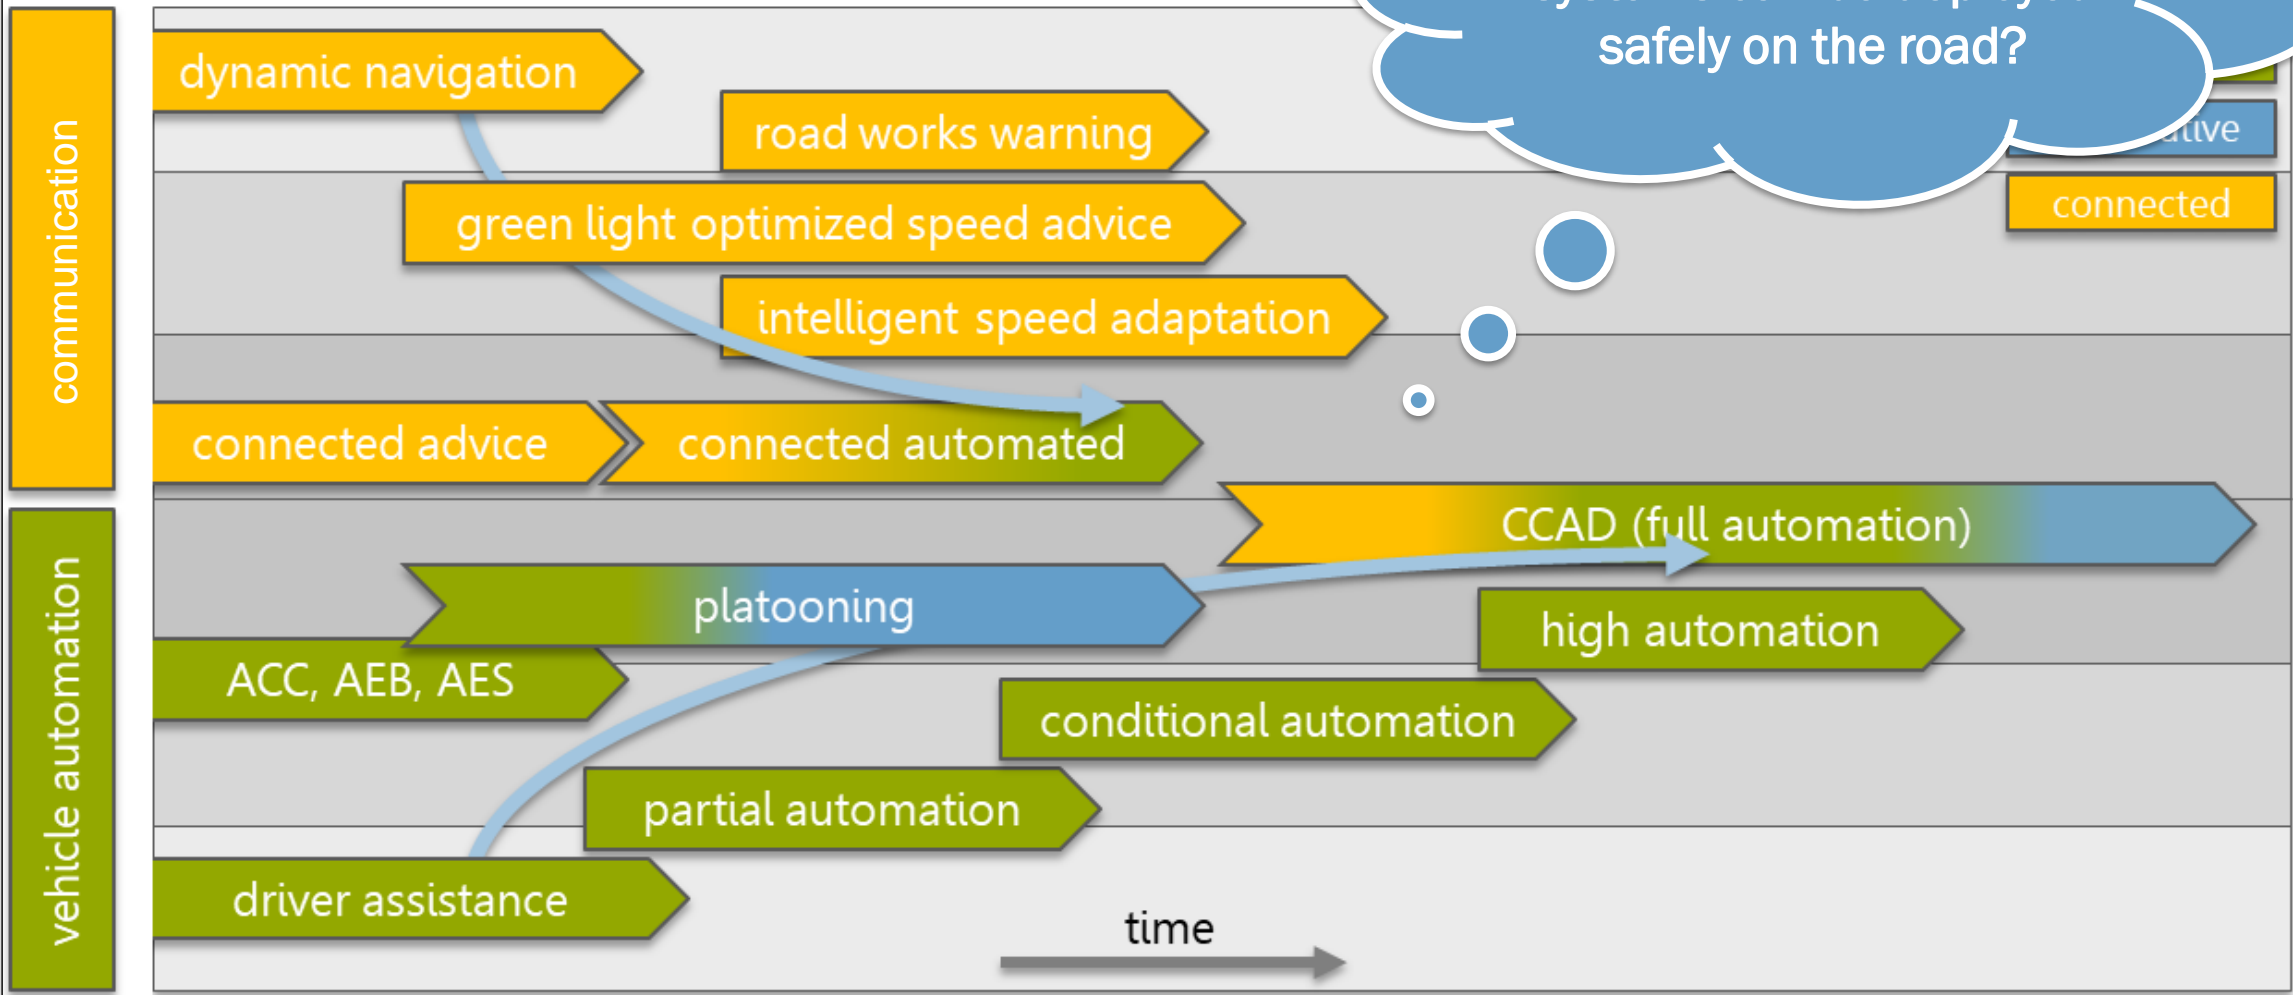 safely on the road?
communication
dynamic navigation
road works warning
green light optimized speed advice
connected
intelligent speed adaptation
connected advice
connected automated
CCAD (full automation)
vehicle automation
platooning
high automation
ACC, AEB, AES
conditional automation
partial automation
driver assistance
time